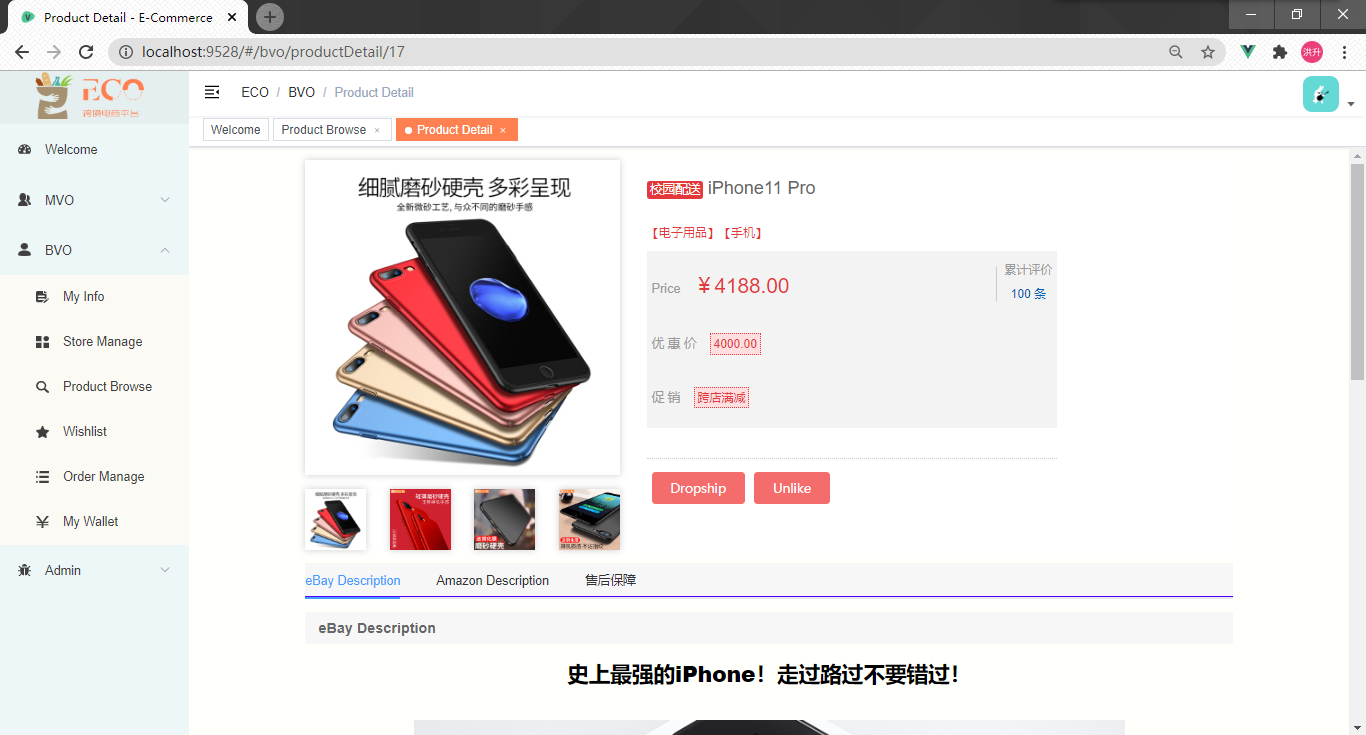 Product Detail - E-Commerce
localhost:9528/#/bvo/productDetail/17
洪升
ECO
跨境电商平台
ECO / BVO / Product Detail
Welcome
Product Browse ×
Product Detail ×
Welcome
MVO
BVO
My Info
Store Manage
Product Browse
Wishlist
Order Manage
My Wallet
Admin
细腻磨砂硬壳 多彩呈现
全新微砂工艺, 与众不同的磨砂手感
校园配送 iPhone11 Pro
【电子用品】【手机】
Price ¥ 4188.00
累计评价
100 条
优 惠 价 4000.00
促 销 跨店满减
Dropship
Unlike
磨砂硬壳
eBay Description
Amazon Description
售后保障
eBay Description
史上最强的iPhone！走过路过不要错过！